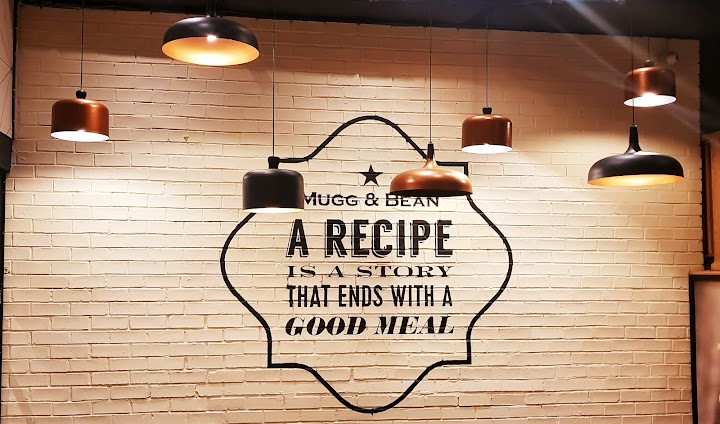 MUGG & BEAN
A RECIPE
IS A STORY
THAT ENDS WITH A
GOOD MEAL